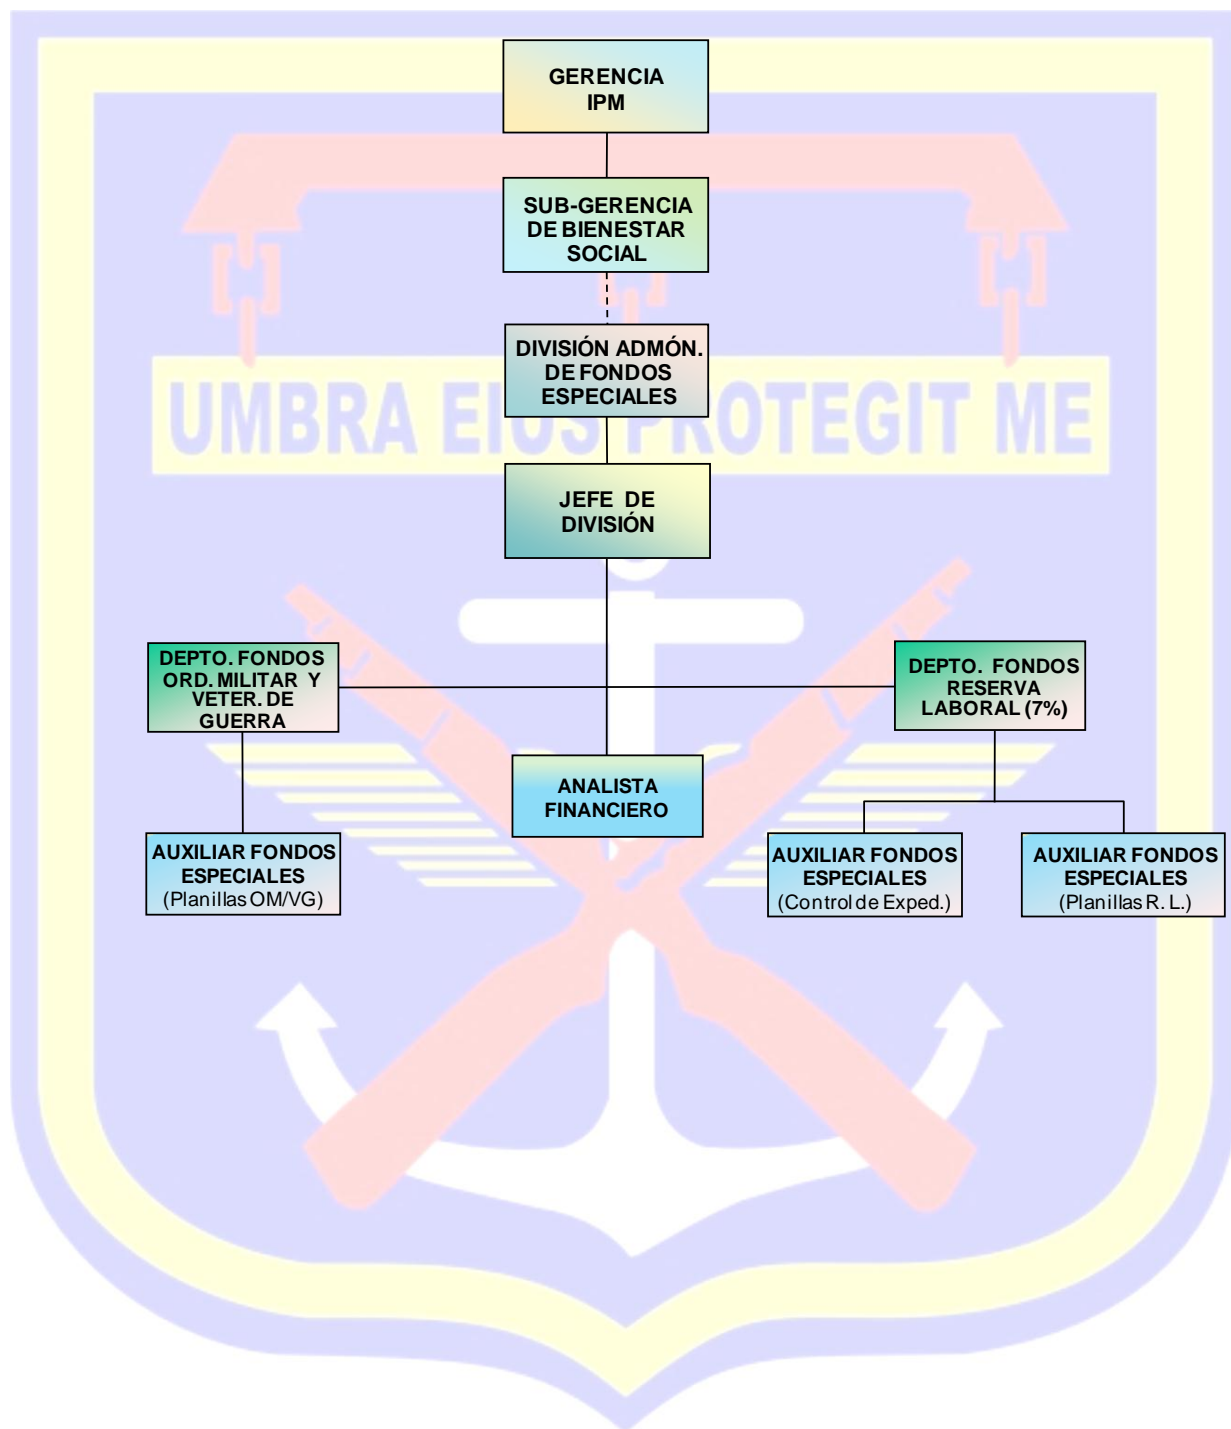 GERENCIA
IPM
SUB-GERENCIA
DE BIENESTAR
SOCIAL
DIVISIÓN ADMÓN.
DE FONDOS
ESPECIALES
UMBRA EIUS PROTEGIT ME
JEFE DE
DIVISIÓN
DEPTO. FONDOS
ORD. MILITAR Y
VETER. DE
GUERRA
DEPTO. FONDOS
RESERVA
LABORAL (7%)
ANALISTA
FINANCIERO
AUXILIAR FONDOS
ESPECIALES
(Planillas OM/VG)
AUXILIAR FONDOS
ESPECIALES
(Control de Exped.)
AUXILIAR FONDOS
ESPECIALES
(Planillas R. L.)